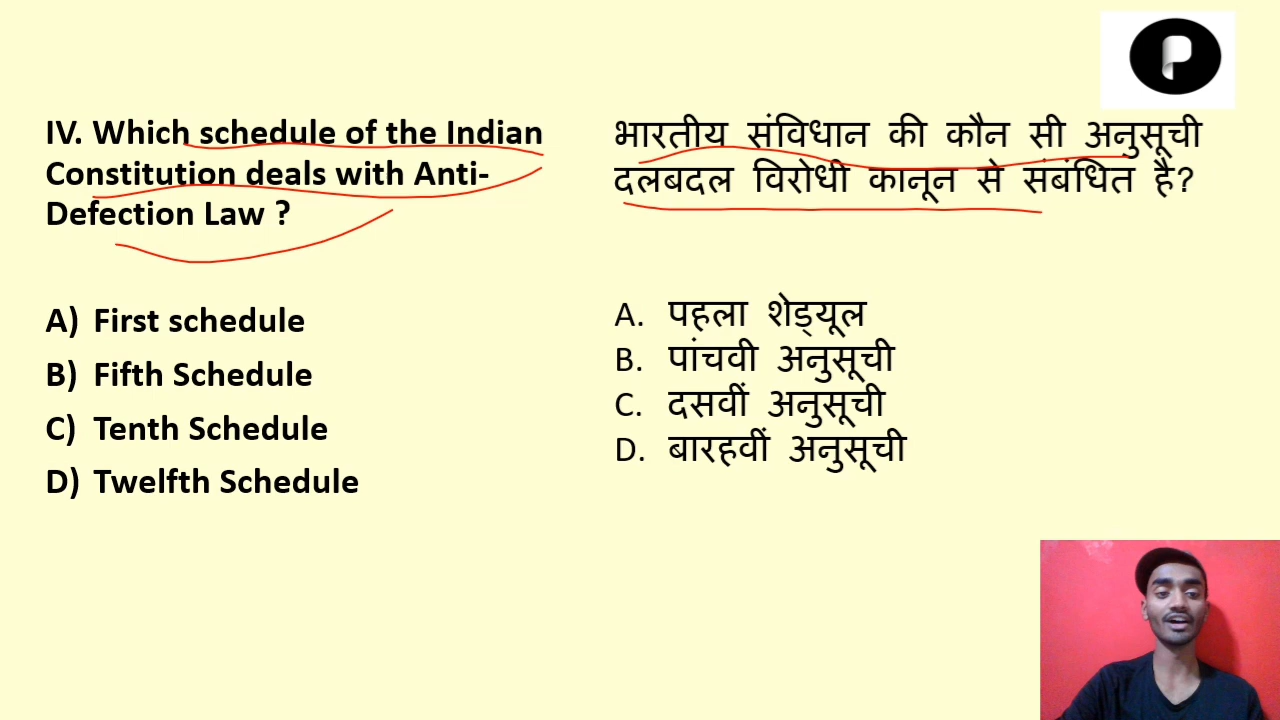 IV. Which schedule of the Indian
Constitution deals with Anti-
Defection Law ?
A) First schedule
B) Fifth Schedule
C) Tenth Schedule
D) Twelfth Schedule
भारतीय संविधान की कौन सी अनुसूची
दलबदल विरोधी कानून से संबंधित है?
A. पहला शेड्यूल
B. पांचवी अनुसूची
C. दसवीं अनुसूची
D. बारहवीं अनुसूची
P